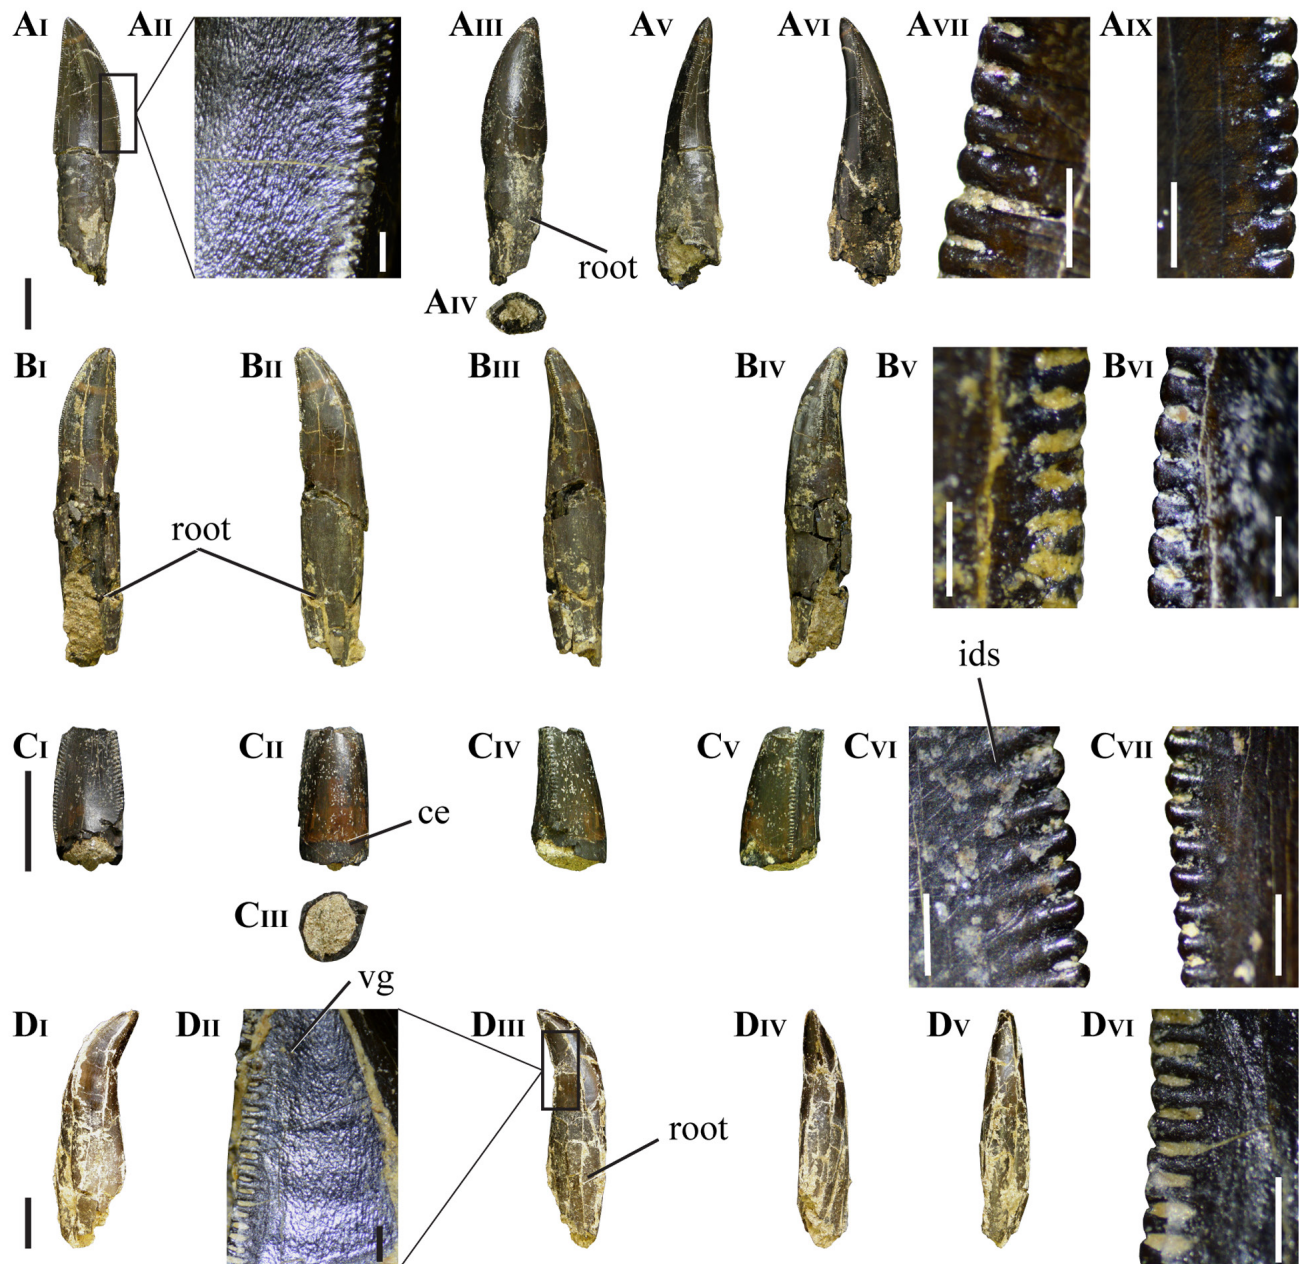 AI AII AIII AV AVI AVII AIX
root
AIV
BI BII BIII BIV BV BVI
root
ids
CI CII CIV CV CVI CVII
ce
CIII
vg
DI DII DIII DIV DV DVI
root